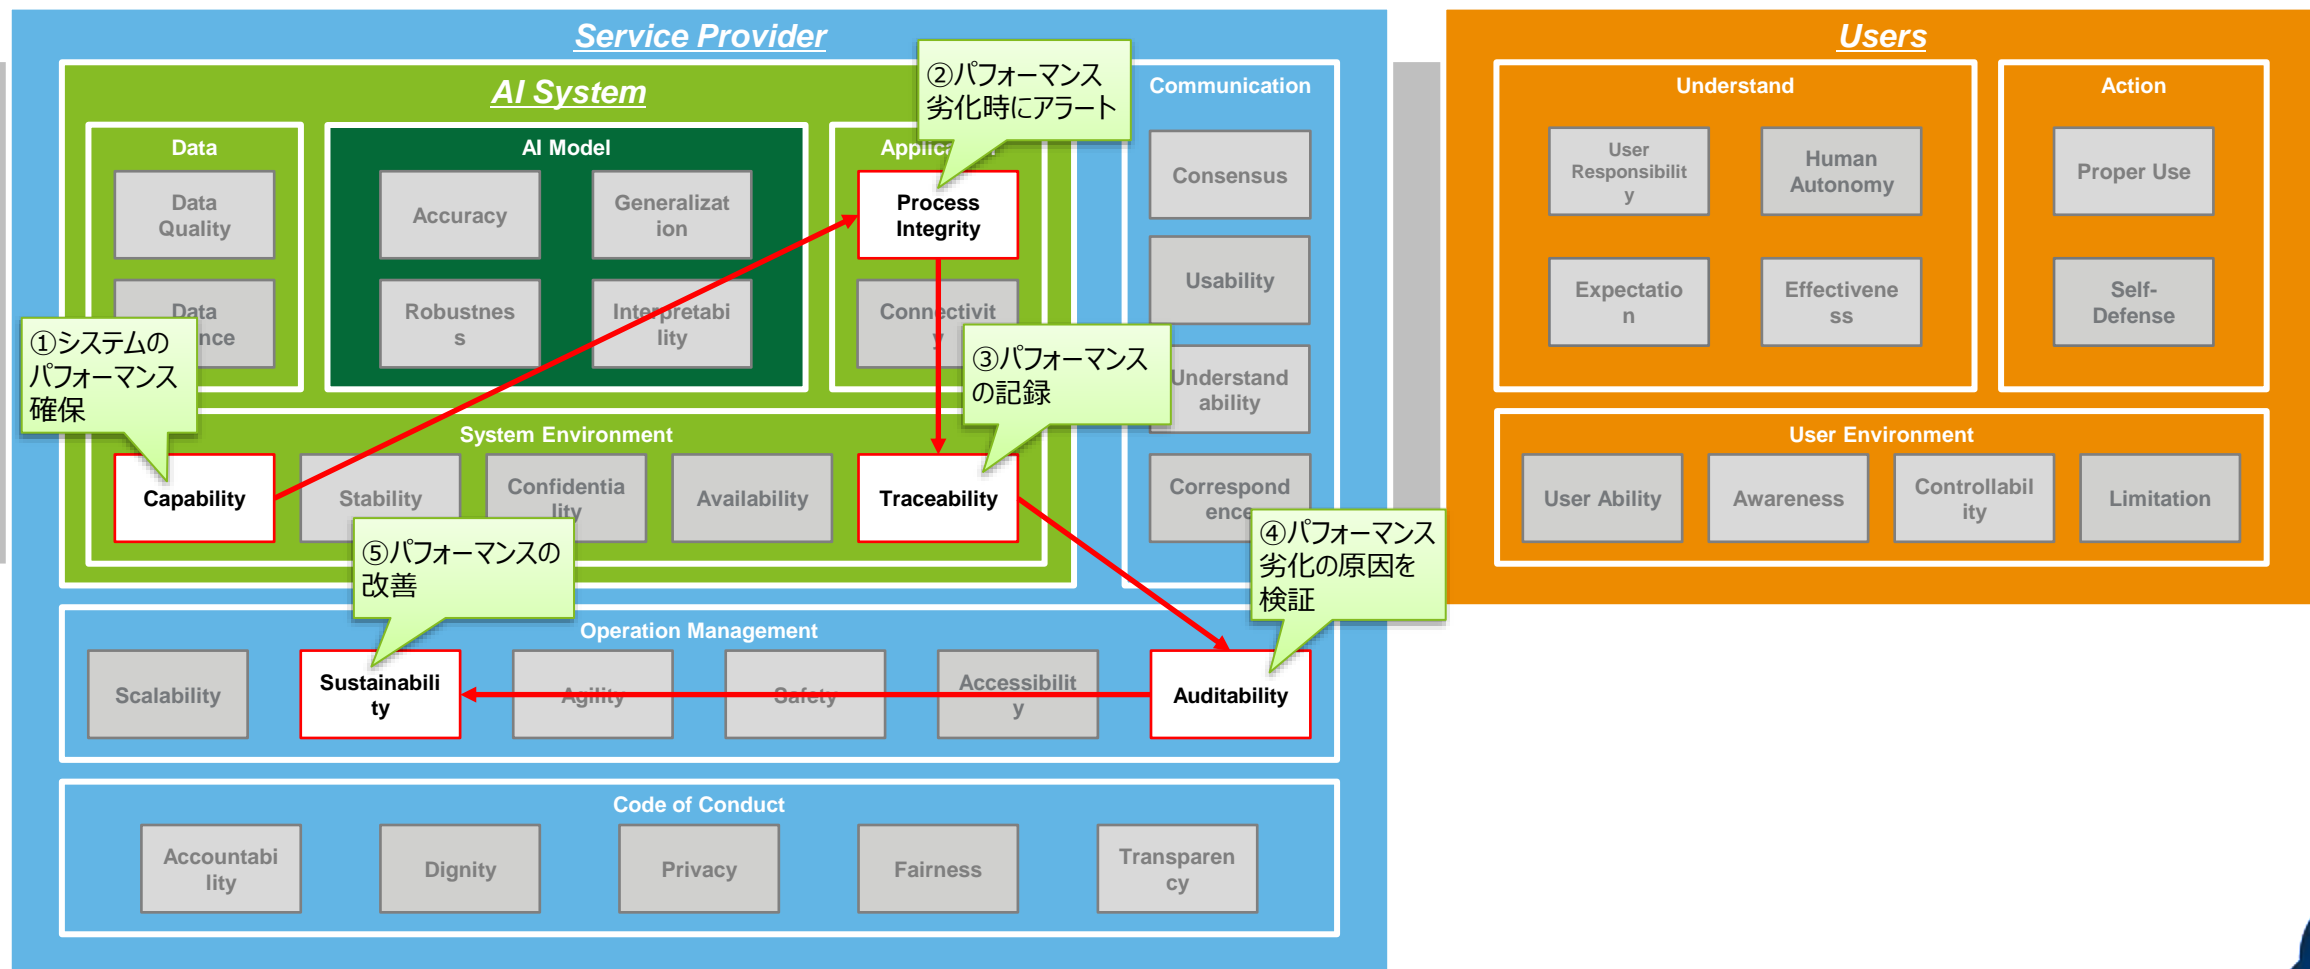 Service Provider
AI System
Data
Data
Quality
Data
nce
AI Model
Accuracy
Generalizat
ion
Robustnes
s
Interpretabi
lity
Applica
Process
Integrity
Connectivit
y
②パフォーマンス
劣化時にアラート
①システムの
パフォーマンス
確保
③パフォーマンス
の記録
System Environment
Capability
Stability
Confidentia
lity
Availability
Traceability
Communication
Consensus
Usability
Understand
ability
Correspond
ence
④パフォーマンス
劣化の原因を
検証
⑤パフォーマンスの
改善
Operation Management
Scalability
Sustainabili
ty
Agility
Safety
Accessibilit
y
Auditability
Code of Conduct
Accountabi
lity
Dignity
Privacy
Fairness
Transparen
cy
Users
Understand
User
Responsibilit
y
Human
Autonomy
Expectatio
n
Effectivene
ss
Action
Proper Use
Self-
Defense
User Environment
User Ability
Awareness
Controllabil
ity
Limitation